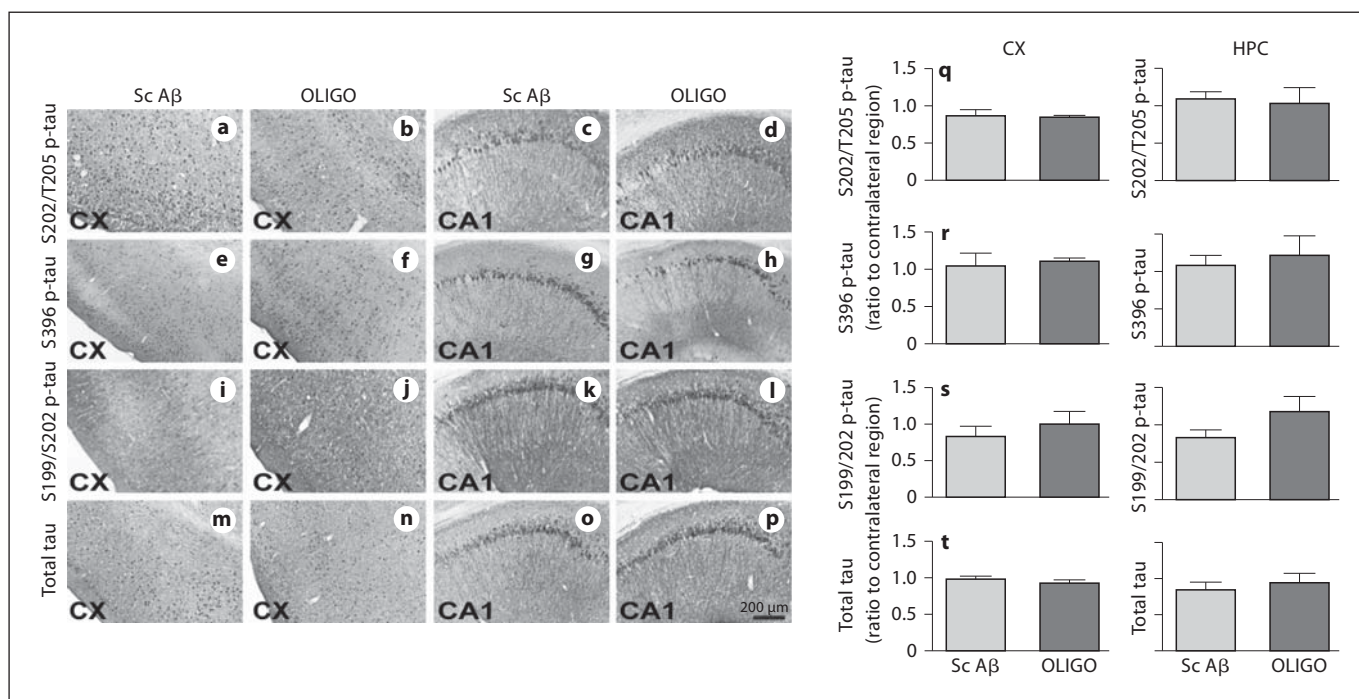 Sc Aβ OLIGO Sc Aβ OLIGO
S202/T205 p-tau
a b c d
CX CX CA1 CA1
S396 p-tau
e f g h
CX CX CA1 CA1
S199/S202 p-tau
i j k l
CX CX CA1 CA1
Total tau
m n o p
CX CX CA1 CA1
200 µm
CX HPC
q
S202/T205 p-tau
(ratio to contralateral region)
1.5
1.0
0.5
0
S202/T205 p-tau
r
S396 p-tau
(ratio to contralateral region)
1.5
1.0
0.5
0
S396 p-tau
s
S199/202 p-tau
(ratio to contralateral region)
1.5
1.0
0.5
0
S199/202 p-tau
t
Total tau
(ratio to contralateral region)
1.5
1.0
0.5
0
Total tau
Sc Aβ OLIGO Sc Aβ OLIGO